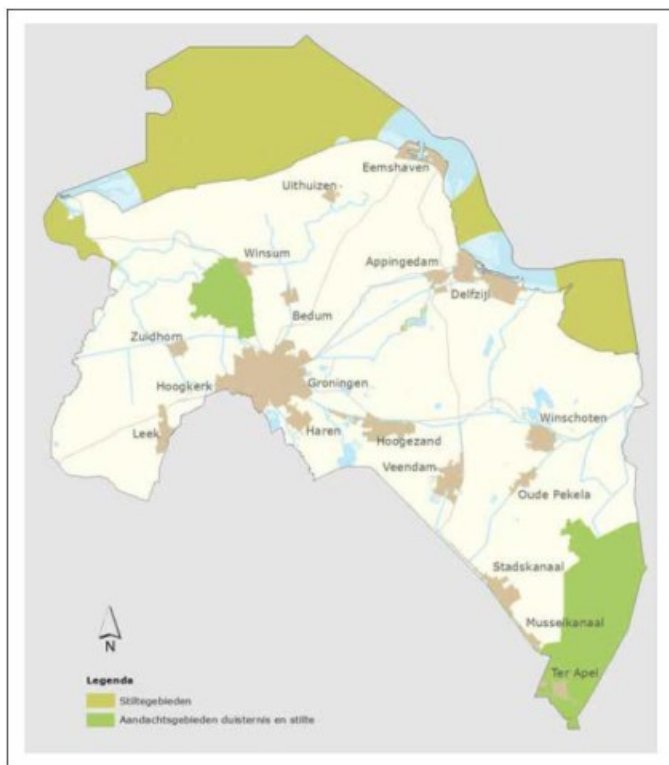 Eemshaven
Uithuizen
Winsum
Appingedam
Delfzijl
Bedum
Zuidhorn
Hoogkerk
Groningen
Winschoten
Leek
Haren
Hoogezand
Veendam
Oude Pekela
Stadskanaal
Musselkanaal
Ter Apel
N
Legenda
Stiltegebieden
Aandachtsgebieden duisternis en stilte